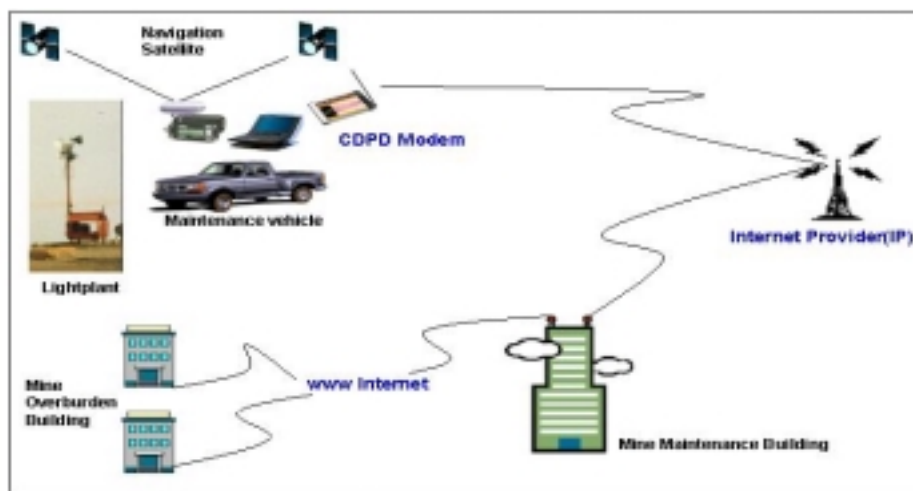 Navigation
Satellite
CDPD Modem
Maintenance vehicle
Internet Provider(IP)
Lightplant
www Internet
Mine
Overburden
Building
Mine Maintenance Building